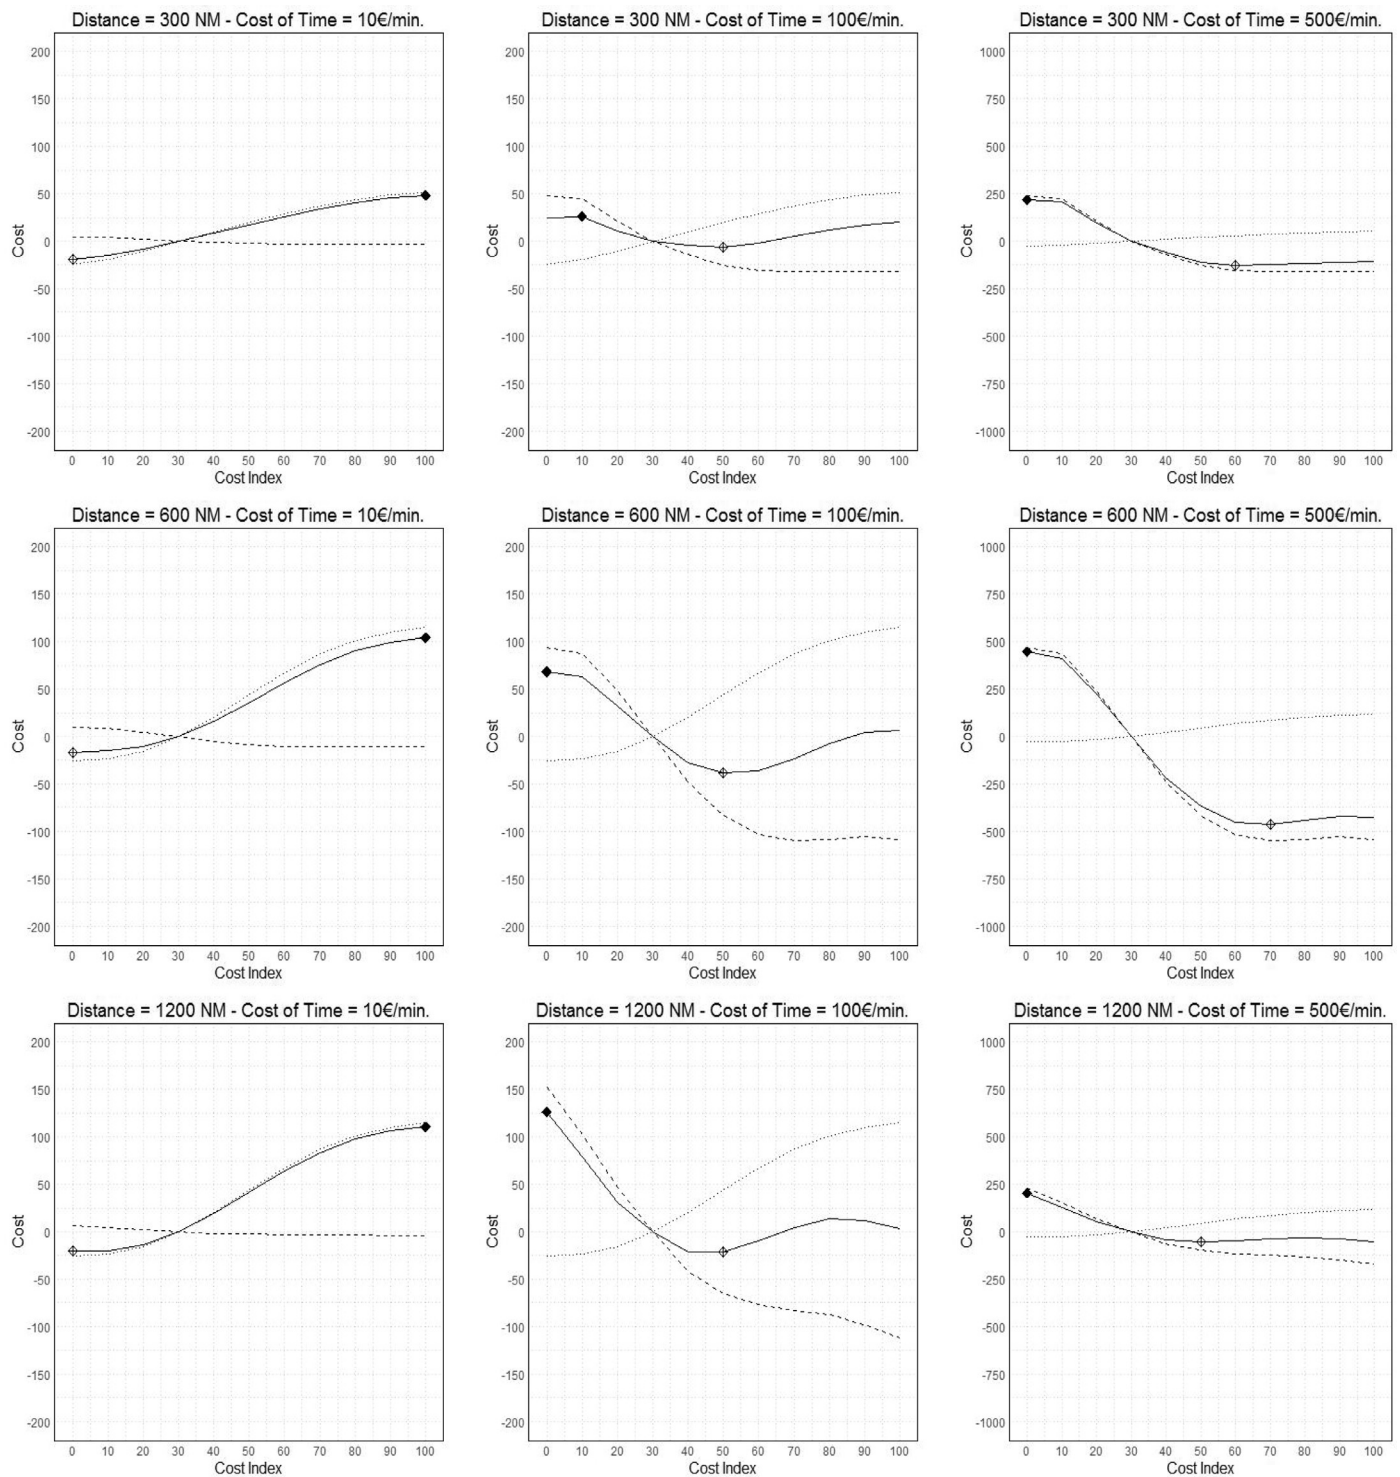 Distance = 300 NM - Cost of Time = 10€/min.
200
150
100
50
0
-50
-100
-150
-200
Cost
0 10 20 30 40 50 60 70 80 90 100
Cost Index
Distance = 300 NM - Cost of Time = 100€/min.
200
150
100
50
0
-50
-100
-150
-200
Cost
0 10 20 30 40 50 60 70 80 90 100
Cost Index
Distance = 300 NM - Cost of Time = 500€/min.
1000
750
500
250
0
-250
-500
-750
-1000
Cost
0 10 20 30 40 50 60 70 80 90 100
Cost Index
Distance = 600 NM - Cost of Time = 10€/min.
200
150
100
50
0
-50
-100
-150
-200
Cost
0 10 20 30 40 50 60 70 80 90 100
Cost Index
Distance = 600 NM - Cost of Time = 100€/min.
200
150
100
50
0
-50
-100
-150
-200
Cost
0 10 20 30 40 50 60 70 80 90 100
Cost Index
Distance = 600 NM - Cost of Time = 500€/min.
1000
750
500
250
0
-250
-500
-750
-1000
Cost
0 10 20 30 40 50 60 70 80 90 100
Cost Index
Distance = 1200 NM - Cost of Time = 10€/min.
200
150
100
50
0
-50
-100
-150
-200
Cost
0 10 20 30 40 50 60 70 80 90 100
Cost Index
Distance = 1200 NM - Cost of Time = 100€/min.
200
150
100
50
0
-50
-100
-150
-200
Cost
0 10 20 30 40 50 60 70 80 90 100
Cost Index
Distance = 1200 NM - Cost of Time = 500€/min.
1000
750
500
250
0
-250
-500
-750
-1000
Cost
0 10 20 30 40 50 60 70 80 90 100
Cost Index